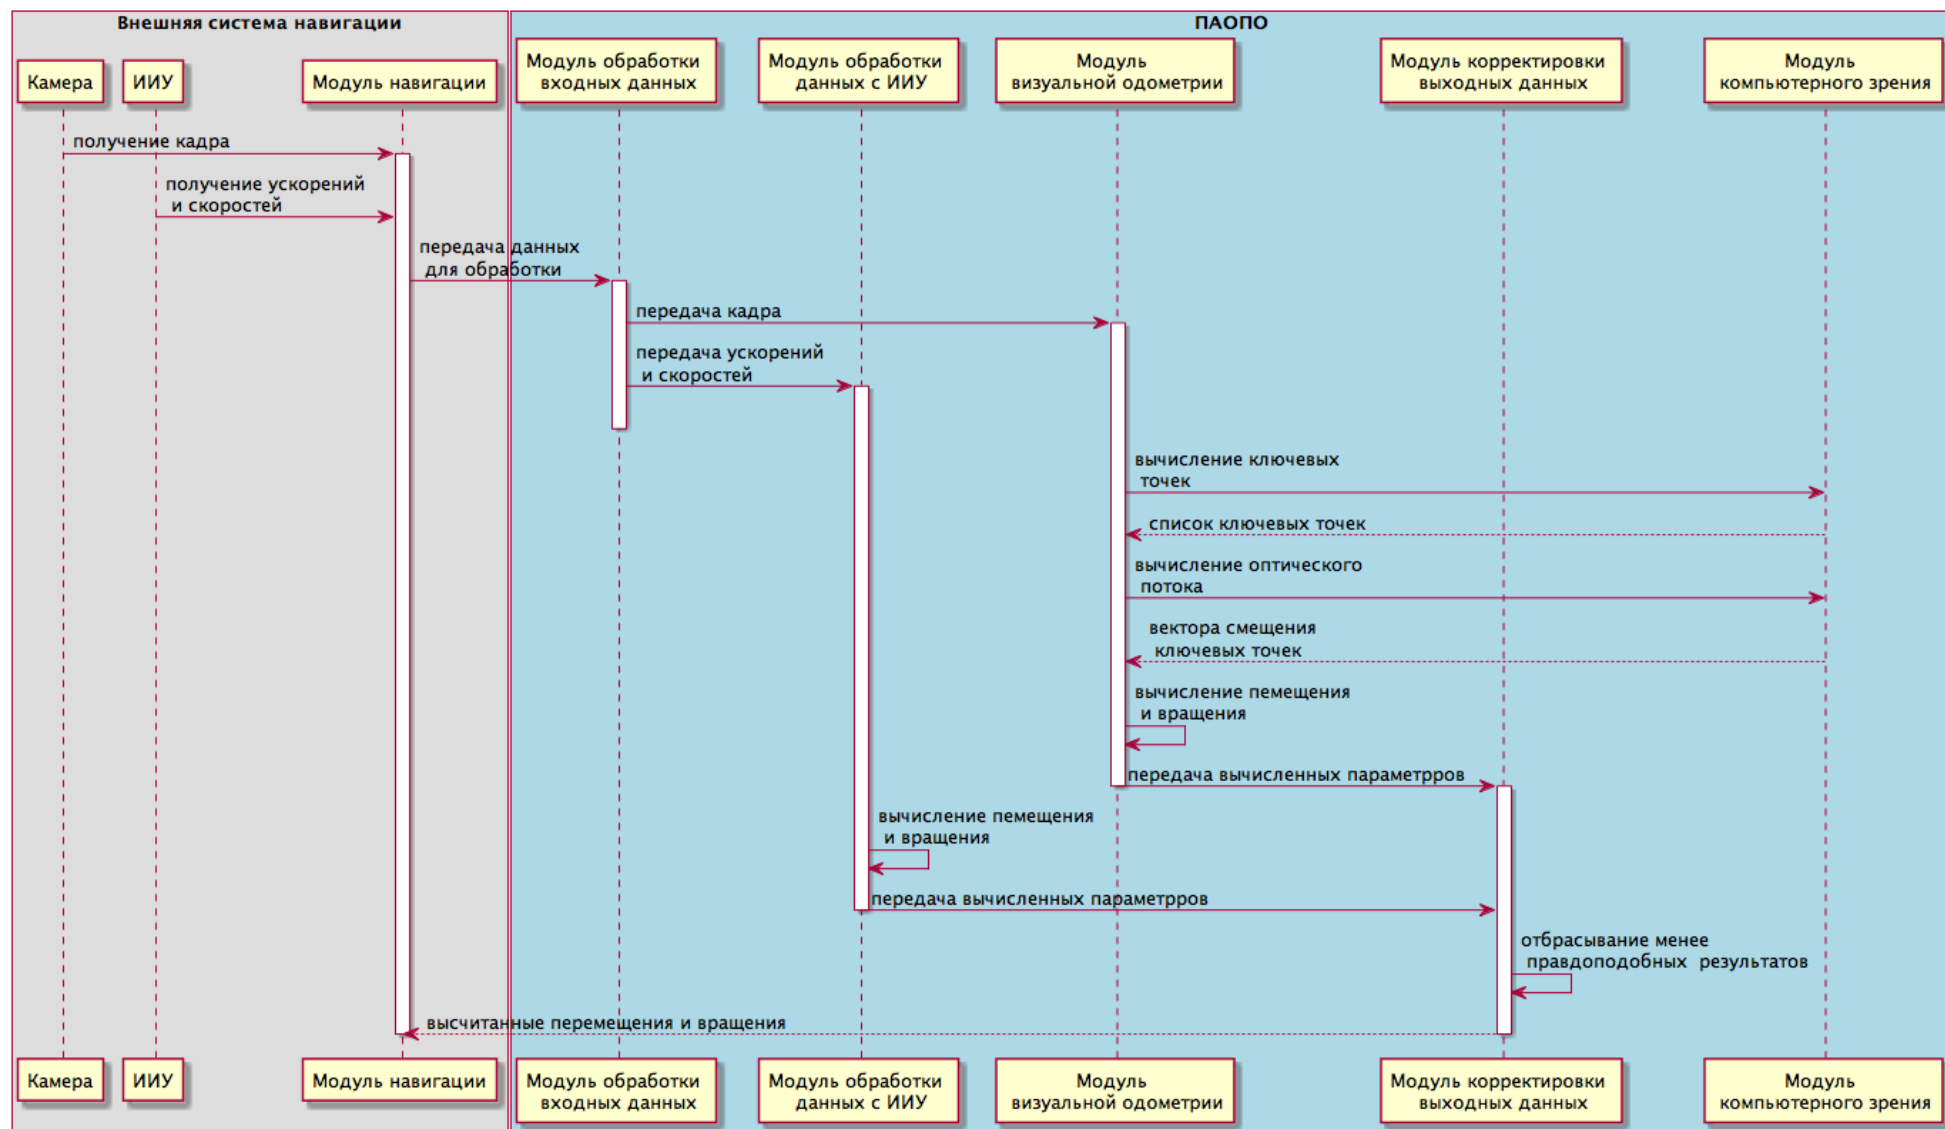 Внешняя система навигации
ПАОПО
Камера
ИИУ
Модуль навигации
Модуль обработки
входных данных
Модуль обработки
данных с ИИУ
Модуль
визуальной одометрии
Модуль корректировки
выходных данных
Модуль
компьютерного зрения
получение кадра
получение ускорений
и скоростей
передача данных
для обработки
передача кадра
передача ускорений
и скоростей
вычисление ключевых
точек
список ключевых точек
вычисление оптического
потока
вектора смещения
ключевых точек
вычисление пемещения
и вращения
передача вычисленных параметрров
вычисление пемещения
и вращения
передача вычисленных параметрров
отбрасывание менее
правдоподобных результатов
высчитанные перемещения и вращения
Камера
ИИУ
Модуль навигации
Модуль обработки
входных данных
Модуль обработки
данных с ИИУ
Модуль
визуальной одометрии
Модуль корректировки
выходных данных
Модуль
компьютерного зрения